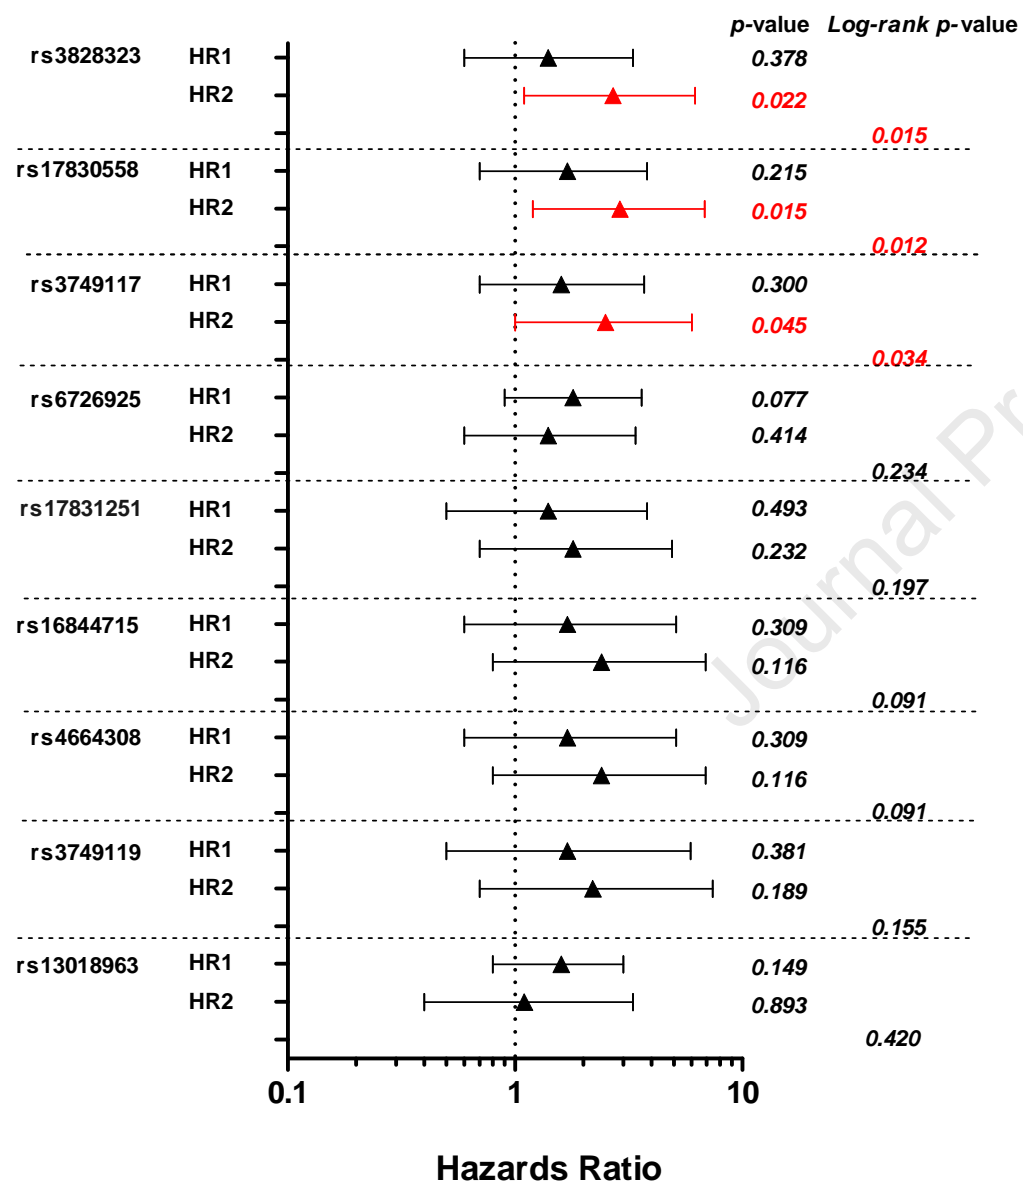 p-value Log-rank p-value
rs3828323 HR1 0.378
HR2 0.022
0.015
rs17830558 HR1 0.215
HR2 0.015
0.012
rs3749117 HR1 0.300
HR2 0.045
0.034
rs6726925 HR1 0.077
HR2 0.414
0.234
rs17831251 HR1 0.493
HR2 0.232
0.197
rs16844715 HR1 0.309
HR2 0.116
0.091
rs4664308 HR1 0.309
HR2 0.116
0.091
rs3749119 HR1 0.381
HR2 0.189
0.155
rs13018963 HR1 0.149
HR2 0.893
0.420
0.1 1 10
Hazards Ratio
Journal Pr